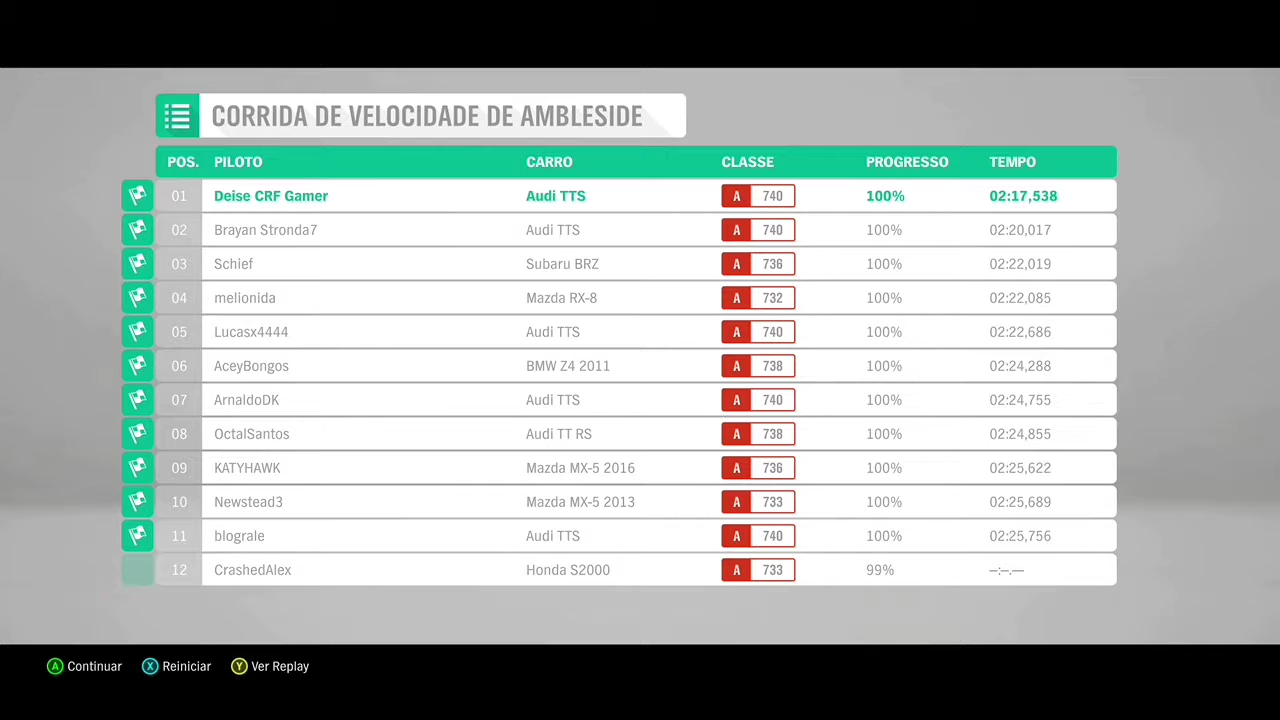 CORRIDA DE VELOCIDADE DE AMBLESIDE
POS. PILOTO CARRO CLASSE PROGRESSO TEMPO
01 Deise CRF Gamer Audi TTS A 740 100% 02:17,538
02 Brayan Stronda7 Audi TTS A 740 100% 02:20,017
03 Schief Subaru BRZ A 736 100% 02:22,019
04 melionida Mazda RX-8 A 732 100% 02:22,085
05 Lucasx4444 Audi TTS A 740 100% 02:22,686
06 AceyBongos BMW Z4 2011 A 738 100% 02:24,288
07 ArnaldoDK Audi TTS A 740 100% 02:24,755
08 OctalSantos Audi TT RS A 738 100% 02:24,855
09 KATYHAWK Mazda MX-5 2016 A 736 100% 02:25,622
10 Newstead3 Mazda MX-5 2013 A 733 100% 02:25,689
11 blograle Audi TTS A 740 100% 02:25,756
12 CrashedAlex Honda S2000 A 733 99% --:--.---
A Continuar X Reiniciar Y Ver Replay